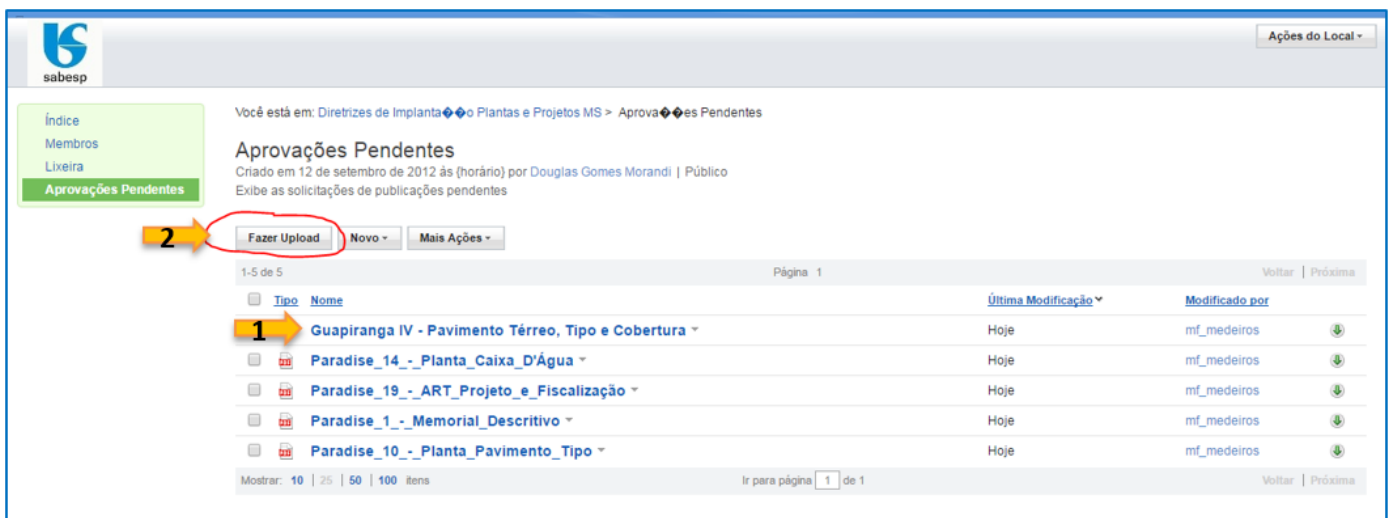 sabesp
Ações do Local
Índice
Membros
Lixeira
Aprovações Pendentes
Você está em: Diretrizes de Implanta��o Plantas e Projetos MS > Aprova��es Pendentes
Aprovações Pendentes
Criado em 12 de setembro de 2012 às {horário} por Douglas Gomes Morandi | Público
Exibe as solicitações de publicações pendentes
2
Fazer Upload Novo Mais Ações
1-5 de 5 Página 1 Voltar | Próxima
Tipo Nome Última Modificação Modificado por
1 Guapiranga IV - Pavimento Térreo, Tipo e Cobertura Hoje mf_medeiros
Paradise_14_-_Planta_Caixa_D'Água Hoje mf_medeiros
Paradise_19_-_ART_Projeto_e_Fiscalização Hoje mf_medeiros
Paradise_1_-_Memorial_Descritivo Hoje mf_medeiros
Paradise_10_-_Planta_Pavimento_Tipo Hoje mf_medeiros
Mostrar: 10 | 25 | 50 | 100 itens Ir para página 1 de 1 Voltar | Próxima